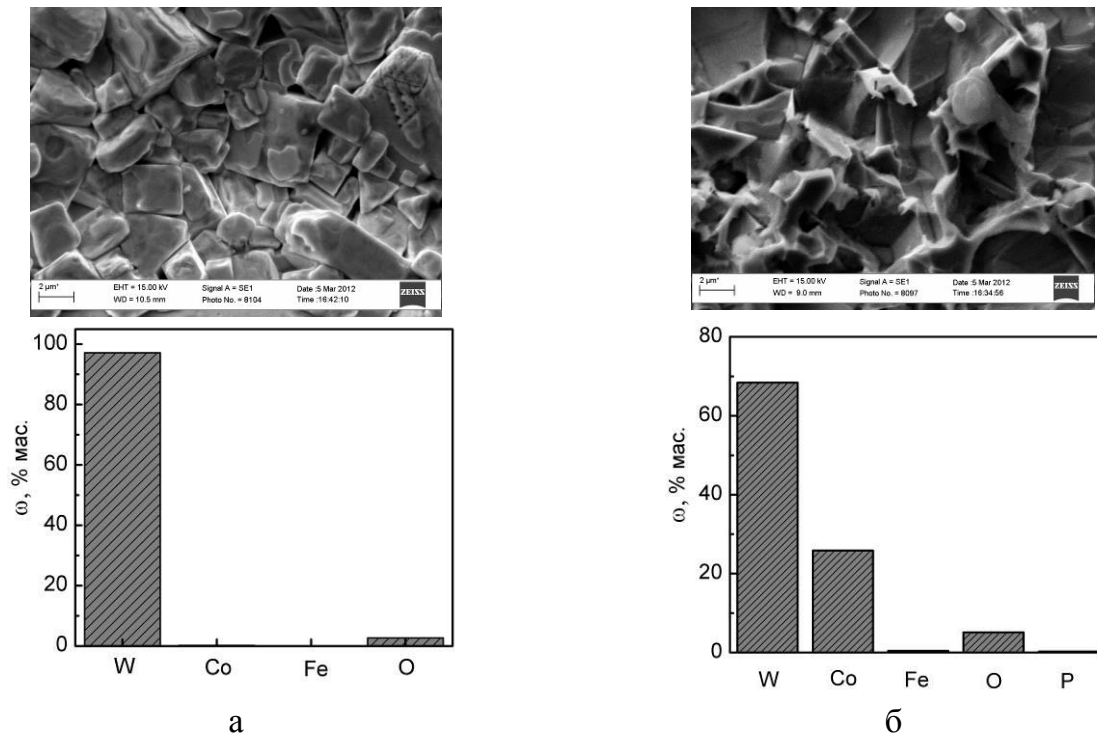 2 µm*
EHT = 15.00 kV
Signal A = SE1
Date :5 Mar 2012
WD = 10.5 mm
Photo No. = 8104
Time :16:42:10
ZEISS
2 µm*
EHT = 15.00 kV
Signal A = SE1
Date :5 Mar 2012
WD = 9.0 mm
Photo No. = 8097
Time :16:34:56
ZEISS
ω, % мас.
100
80
60
40
20
0
W Co Fe O
а
ω, % мас.
80
60
40
20
0
W Co Fe O P
б